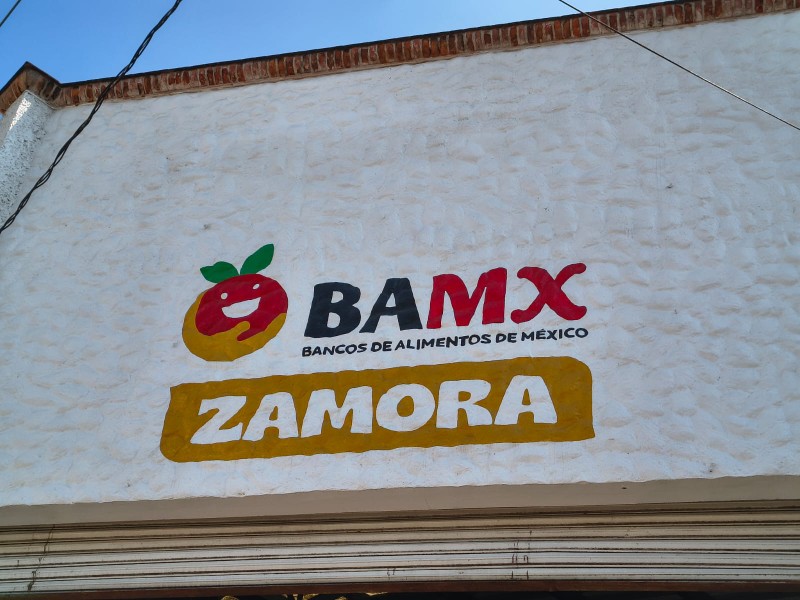 BAMX
BANCOS DE ALIMENTOS DE MÉXICO
ZAMORA